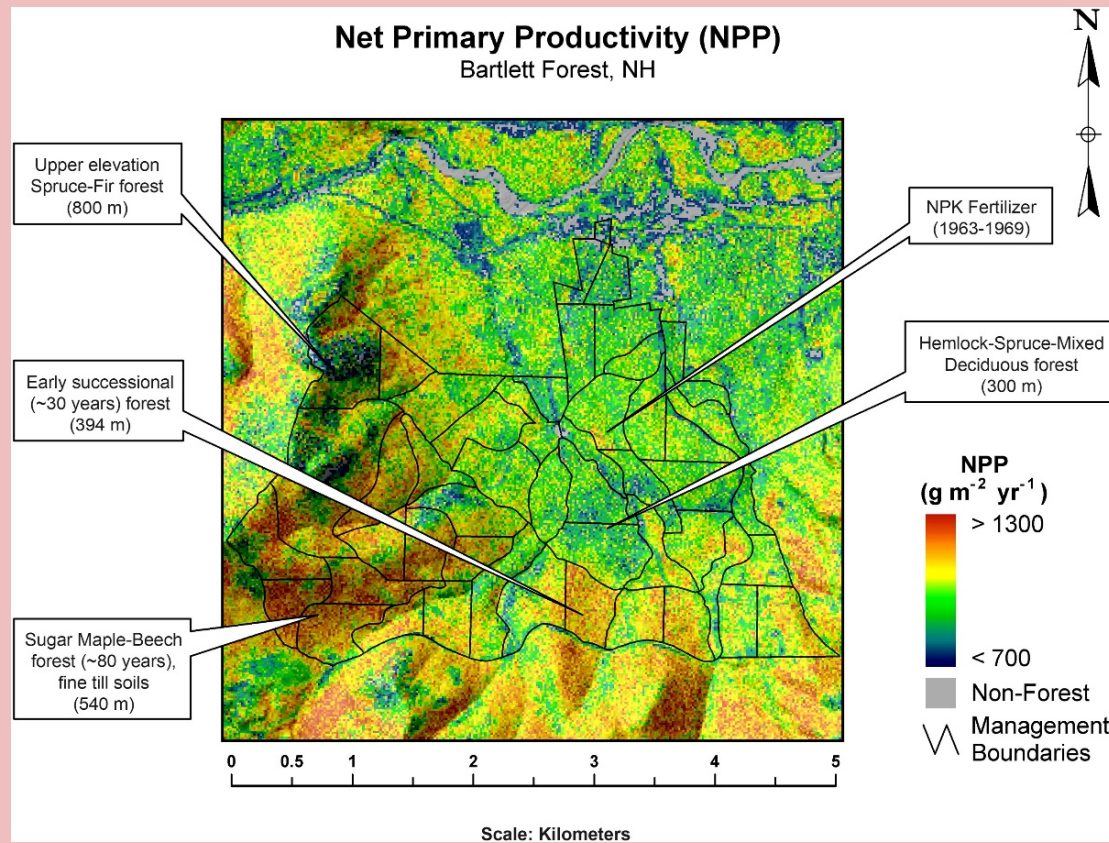 Net Primary Productivity (NPP)
Bartlett Forest, NH
N
Upper elevation
Spruce-Fir forest
(800 m)
NPK Fertilizer
(1963-1969)
Early successional
(~30 years) forest
(394 m)
Hemlock-Spruce-Mixed
Deciduous forest
(300 m)
Sugar Maple-Beech
forest (~80 years),
fine till soils
(540 m)
NPP
(g m⁻² yr⁻¹)
> 1300
< 700
Non-Forest
Management
Boundaries
0 0.5 1 2 3 4 5
Scale: Kilometers